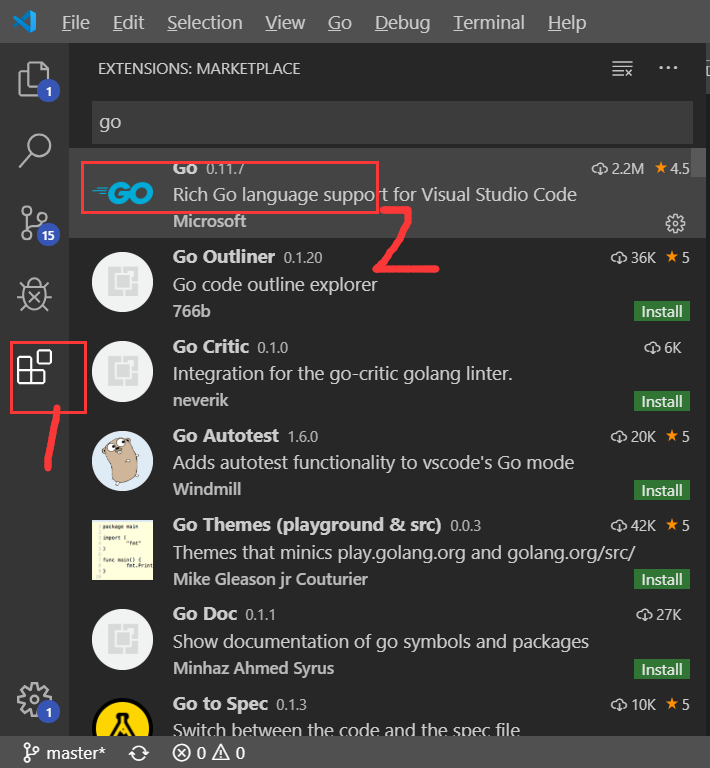 File Edit Selection View Go Debug Terminal Help
EXTENSIONS: MARKETPLACE
1
go
Go 0.11.7 2.2M 4.5
GO
Rich Go language support for Visual Studio Code
Microsoft
2
15
Go Outliner 0.1.20 36K 5
Go code outline explorer
766b Install
Go Critic 0.1.0 6K
Integration for the go-critic golang linter.
neverik Install
1
Go Autotest 1.6.0 20K 5
Adds autotest functionality to vscode's Go mode
Windmill Install
Go Themes (playground & src) 0.0.3 42K 5
package main
import (
"fmt"
)
func main() {
fmt.Print
}
Themes that minics play.golang.org and golang.org/src/
Mike Gleason jr Couturier Install
Go Doc 0.1.1 27K
Show documentation of go symbols and packages
Minhaz Ahmed Syrus Install
Go to Spec 0.1.3 10K 5
1
Switch between the code and the spec file
master* 0 0